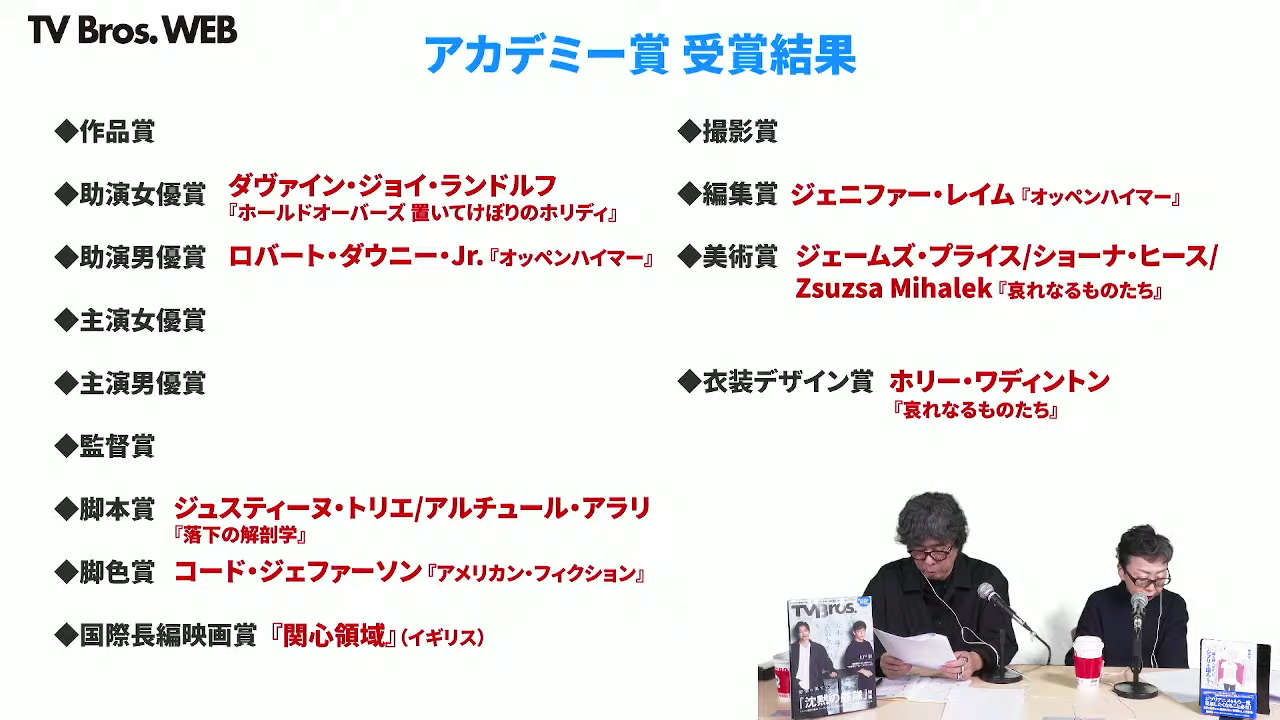 TV Bros. WEB
アカデミー賞 受賞結果
◆作品賞
◆助演女優賞 ダヴァイン・ジョイ・ランドルフ
『ホールドオーバーズ 置いてけぼりのホリディ』
◆助演男優賞 ロバート・ダウニー・Jr.『オッペンハイマー』
◆主演女優賞
◆主演男優賞
◆監督賞
◆脚本賞 ジュスティーヌ・トリエ/アルチュール・アラリ
『落下の解剖学』
◆脚色賞 コード・ジェファーソン『アメリカン・フィクション』
◆国際長編映画賞 『関心領域』(イギリス)
◆撮影賞
◆編集賞 ジェニファー・レイム『オッペンハイマー』
◆美術賞 ジェームズ・プライス/ショーナ・ヒース/
Zsuzsa Mihalek『哀れなるものたち』
◆衣装デザイン賞 ホリー・ワディントン
『哀れなるものたち』
TVBros.
「沈黙の艦隊」